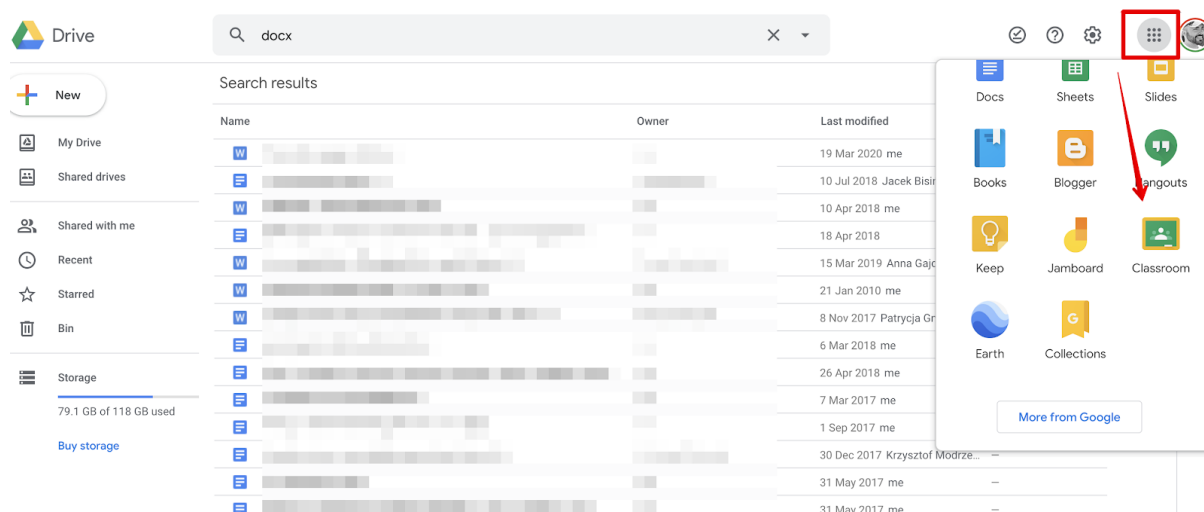 Drive
docx
New
My Drive
Shared drives
Shared with me
Recent
Starred
Bin
Storage
79.1 GB of 118 GB used
Buy storage
Search results
Name Owner Last modified
W 19 Mar 2020 me
10 Jul 2018 Jacek Bisin
W 10 Apr 2018 me
18 Apr 2018
W 15 Mar 2019 Anna Gajc
W 21 Jan 2010 me
W 8 Nov 2017 Patrycja Gr
6 Mar 2018 me
26 Apr 2018 me
7 Mar 2017 me
1 Sep 2017 me
30 Dec 2017 Krzysztof Modrze... –
31 May 2017 me –
31 May 2017 me –
Docs Sheets Slides
Books Blogger Hangouts
Keep Jamboard Classroom
G
Earth Collections
More from Google